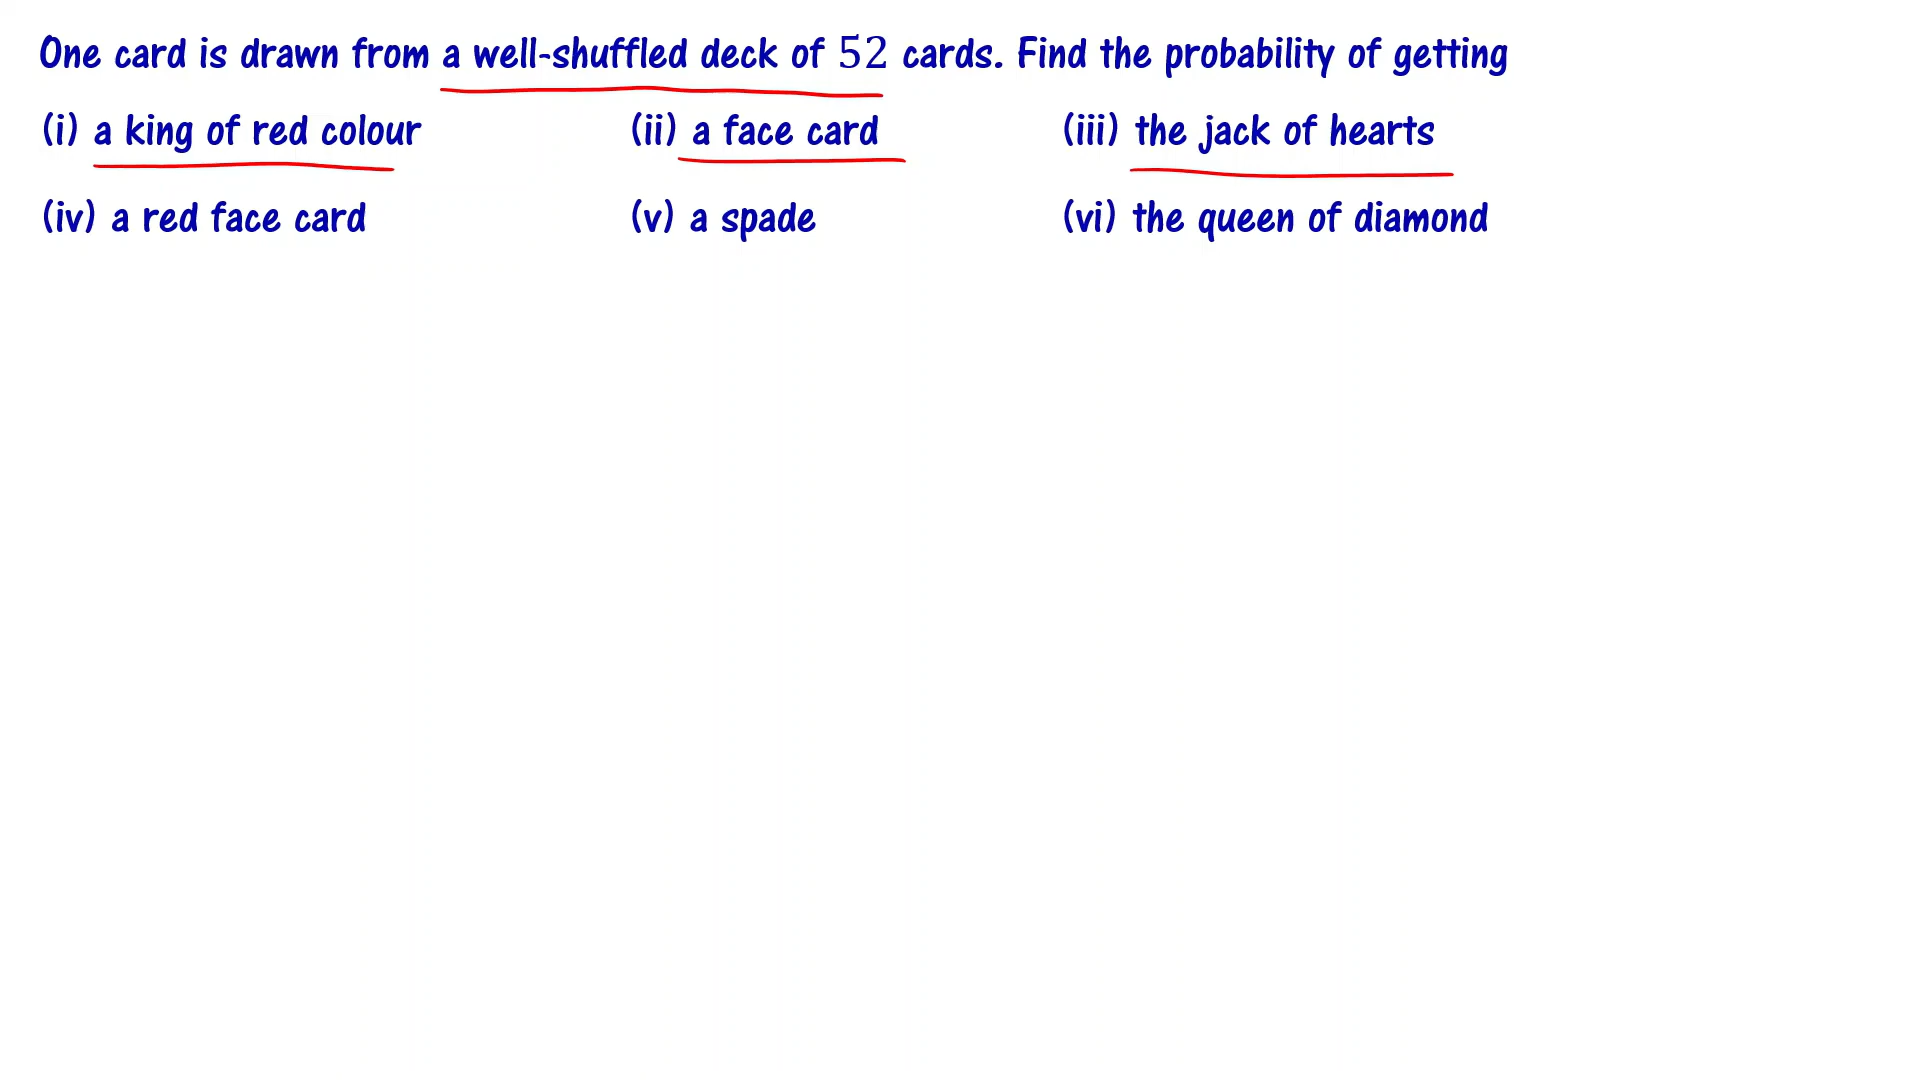 One card is drawn from a well-shuffled deck of 52 cards. Find the probability of getting
(i) a king of red colour (ii) a face card (iii) the jack of hearts
(iv) a red face card (v) a spade (vi) the queen of diamond